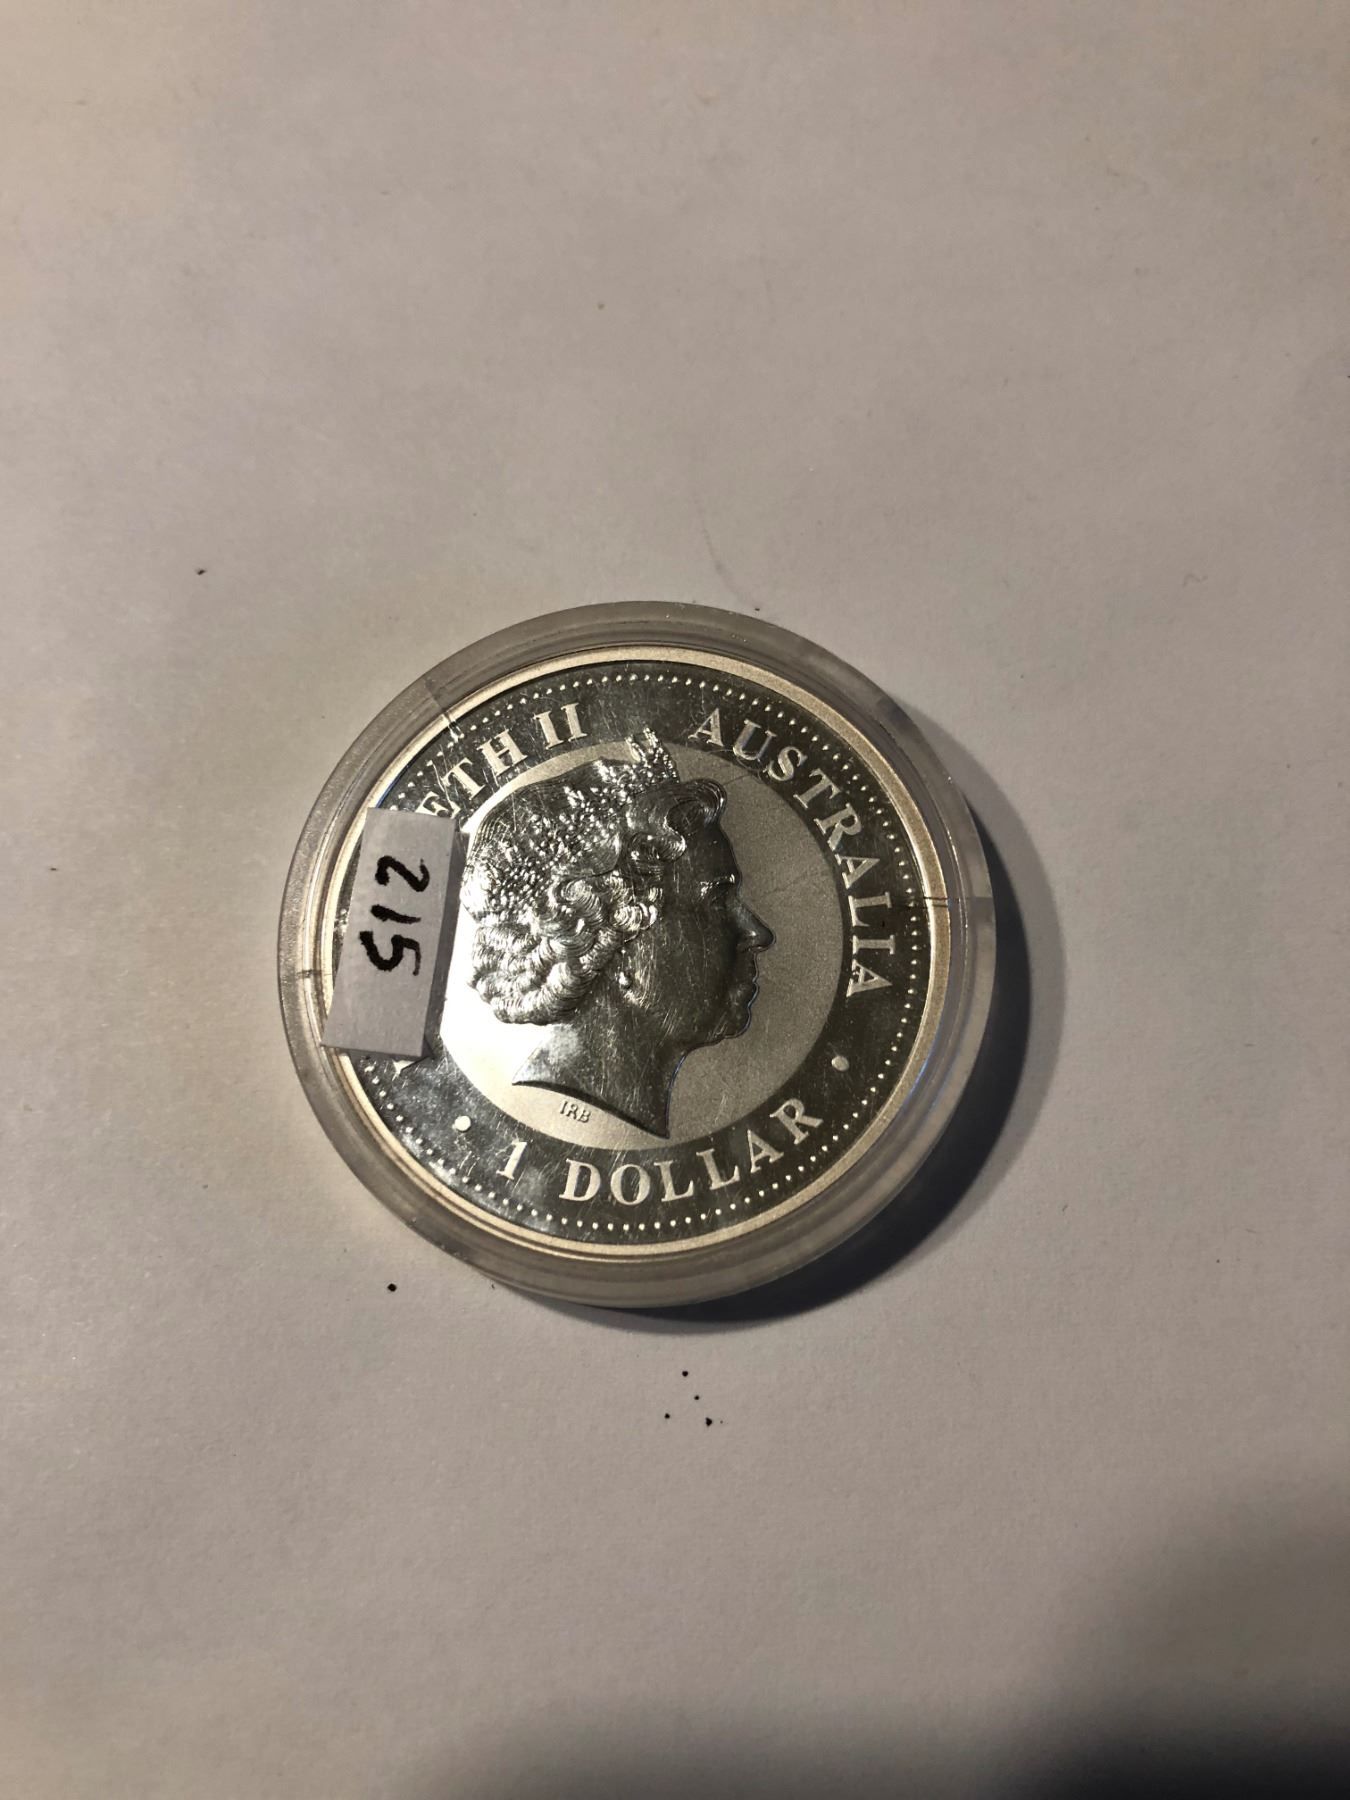 ETH II AUSTRALIA
1 DOLLAR
IRB
215